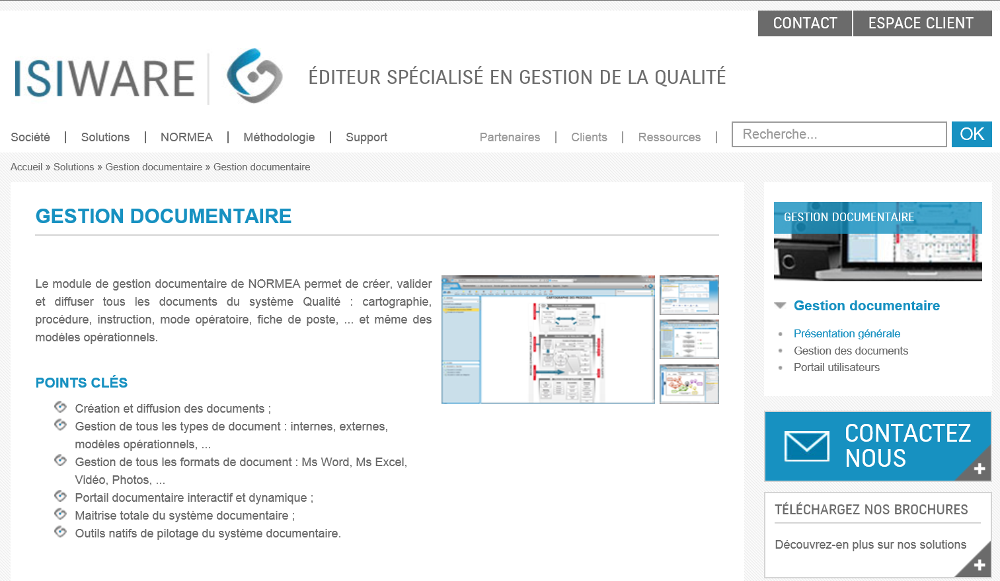 CONTACT
ESPACE CLIENT
ISIWARE
ÉDITEUR SPÉCIALISÉ EN GESTION DE LA QUALITÉ
Société
Solutions
NORMEA
Méthodologie
Support
Partenaires
Clients
Ressources
Recherche...
OK
Accueil » Solutions » Gestion documentaire » Gestion documentaire
GESTION DOCUMENTAIRE
Le module de gestion documentaire de NORMEA permet de créer, valider
et diffuser tous les documents du système Qualité : cartographie,
procédure, instruction, mode opératoire, fiche de poste, ... et même des
modèles opérationnels.
CARTOGRAPHIE DES PROCESSUS
POINTS CLÉS
Création et diffusion des documents ;
Gestion de tous les types de document : internes, externes,
modèles opérationnels, ...
Gestion de tous les formats de document : Ms Word, Ms Excel,
Vidéo, Photos, ...
Portail documentaire interactif et dynamique ;
Maitrise totale du système documentaire ;
Outils natifs de pilotage du système documentaire.
GESTION DOCUMENTAIRE
Gestion documentaire
Présentation générale
Gestion des documents
Portail utilisateurs
CONTACTEZ
NOUS
TÉLÉCHARGEZ NOS BROCHURES
Découvrez-en plus sur nos solutions